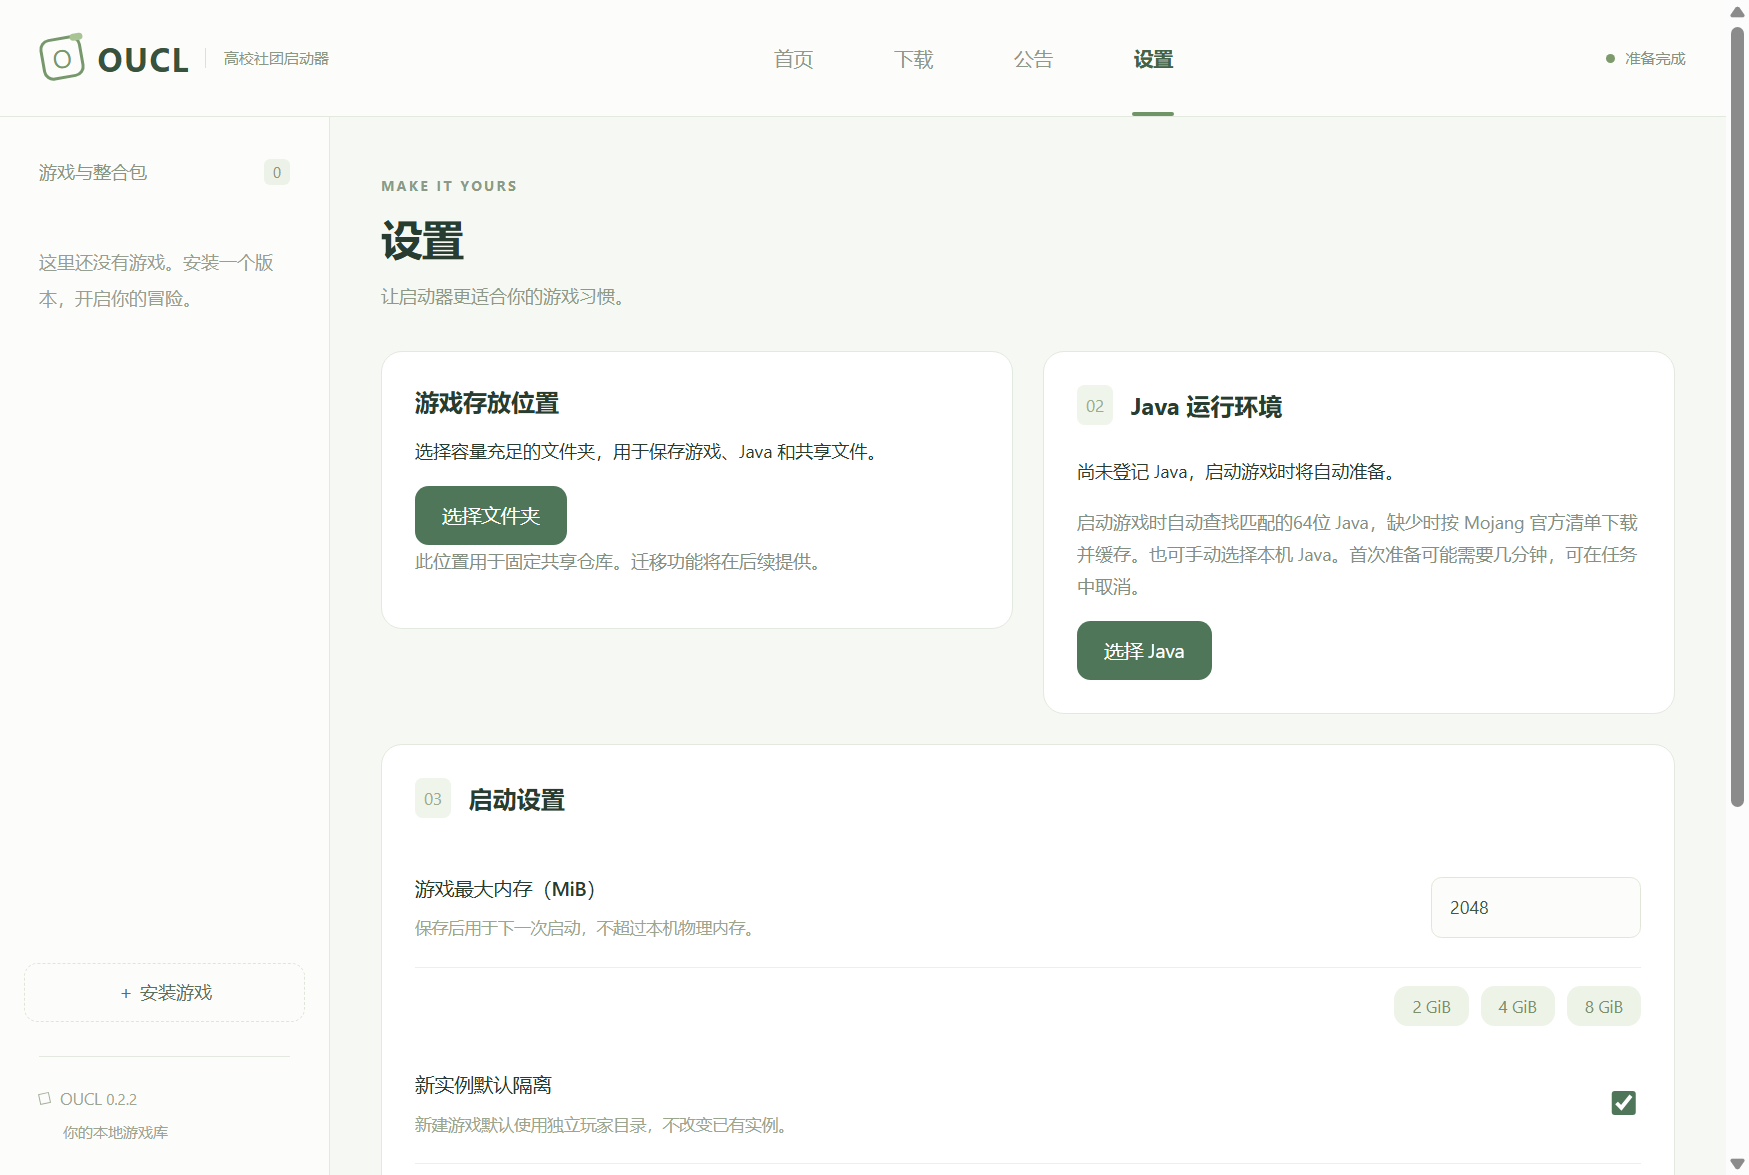 O OUCL 高校社团启动器
首页 下载 公告 设置
准备完成
游戏与整合包 0
这里还没有游戏。安装一个版
本，开启你的冒险。
+ 安装游戏
OUCL 0.2.2
你的本地游戏库
MAKE IT YOURS
设置
让启动器更适合你的游戏习惯。
游戏存放位置
选择容量充足的文件夹，用于保存游戏、Java 和共享文件。
选择文件夹
此位置用于固定共享仓库。迁移功能将在后续提供。
02 Java 运行环境
尚未登记 Java，启动游戏时将自动准备。
启动游戏时自动查找匹配的64位 Java，缺少时按 Mojang 官方清单下载
并缓存。也可手动选择本机 Java。首次准备可能需要几分钟，可在任务
中取消。
选择 Java
03 启动设置
游戏最大内存（MiB）
保存后用于下一次启动，不超过本机物理内存。
2048
2 GiB 4 GiB 8 GiB
新实例默认隔离
新建游戏默认使用独立玩家目录，不改变已有实例。